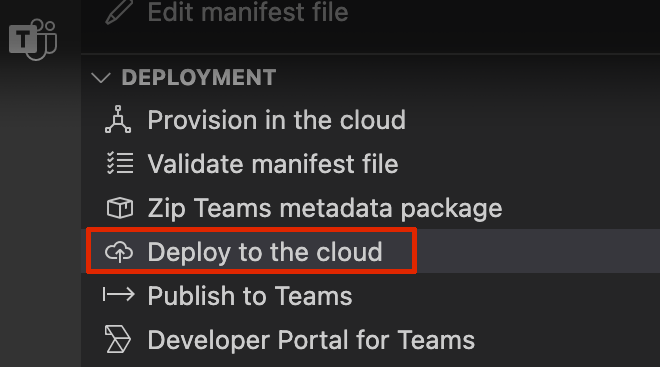 Edit manifest file
T
DEPLOYMENT
Provision in the cloud
Validate manifest file
Zip Teams metadata package
Deploy to the cloud
Publish to Teams
Developer Portal for Teams